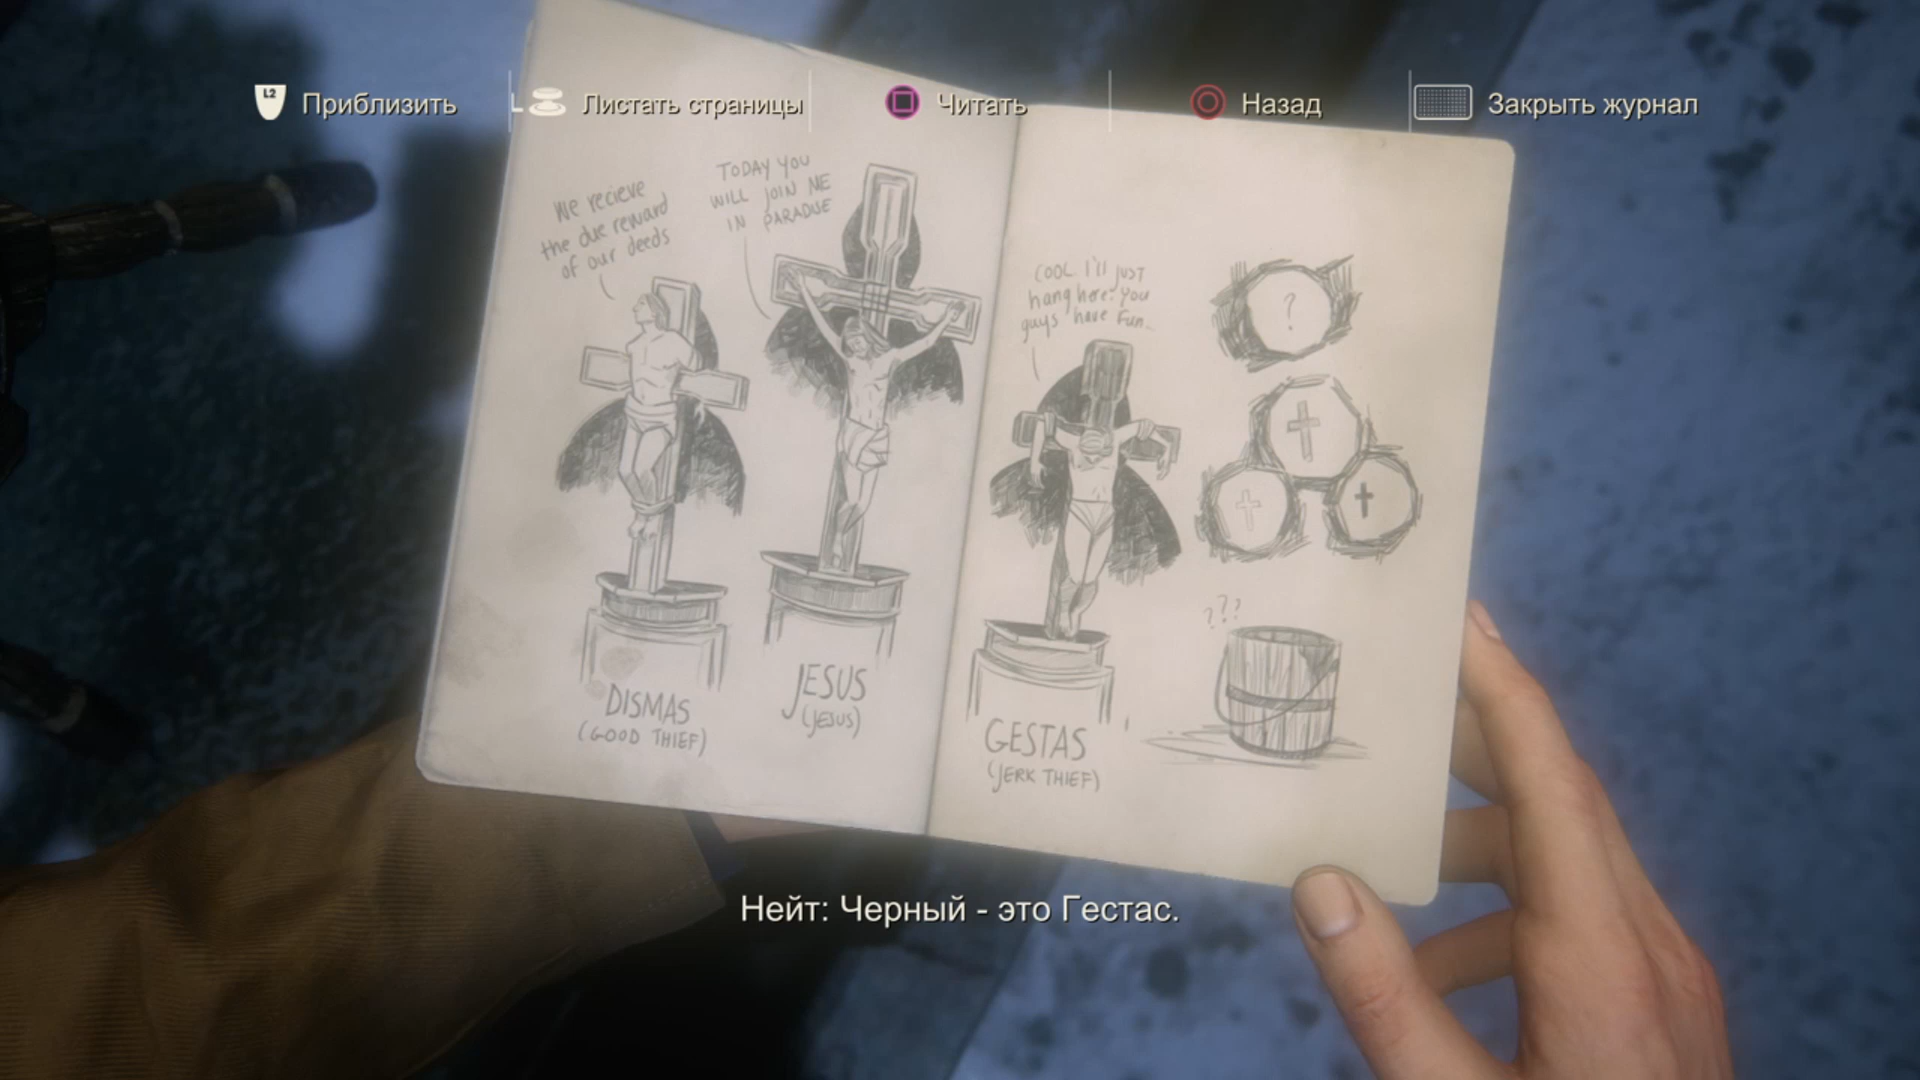 L2 Приблизить
L Листать страницы
Читать
Назад
Закрыть журнал
We recieve
the due reward
of our deeds
TODAY YOU
WILL JOIN ME
IN PARADISE
COOL. I'll just
hang here. You
guys have fun...
?
???
DISMAS
(GOOD THIEF)
JESUS
(JESUS)
GESTAS
(JERK THIEF)
Нейт: Черный - это Гестас.